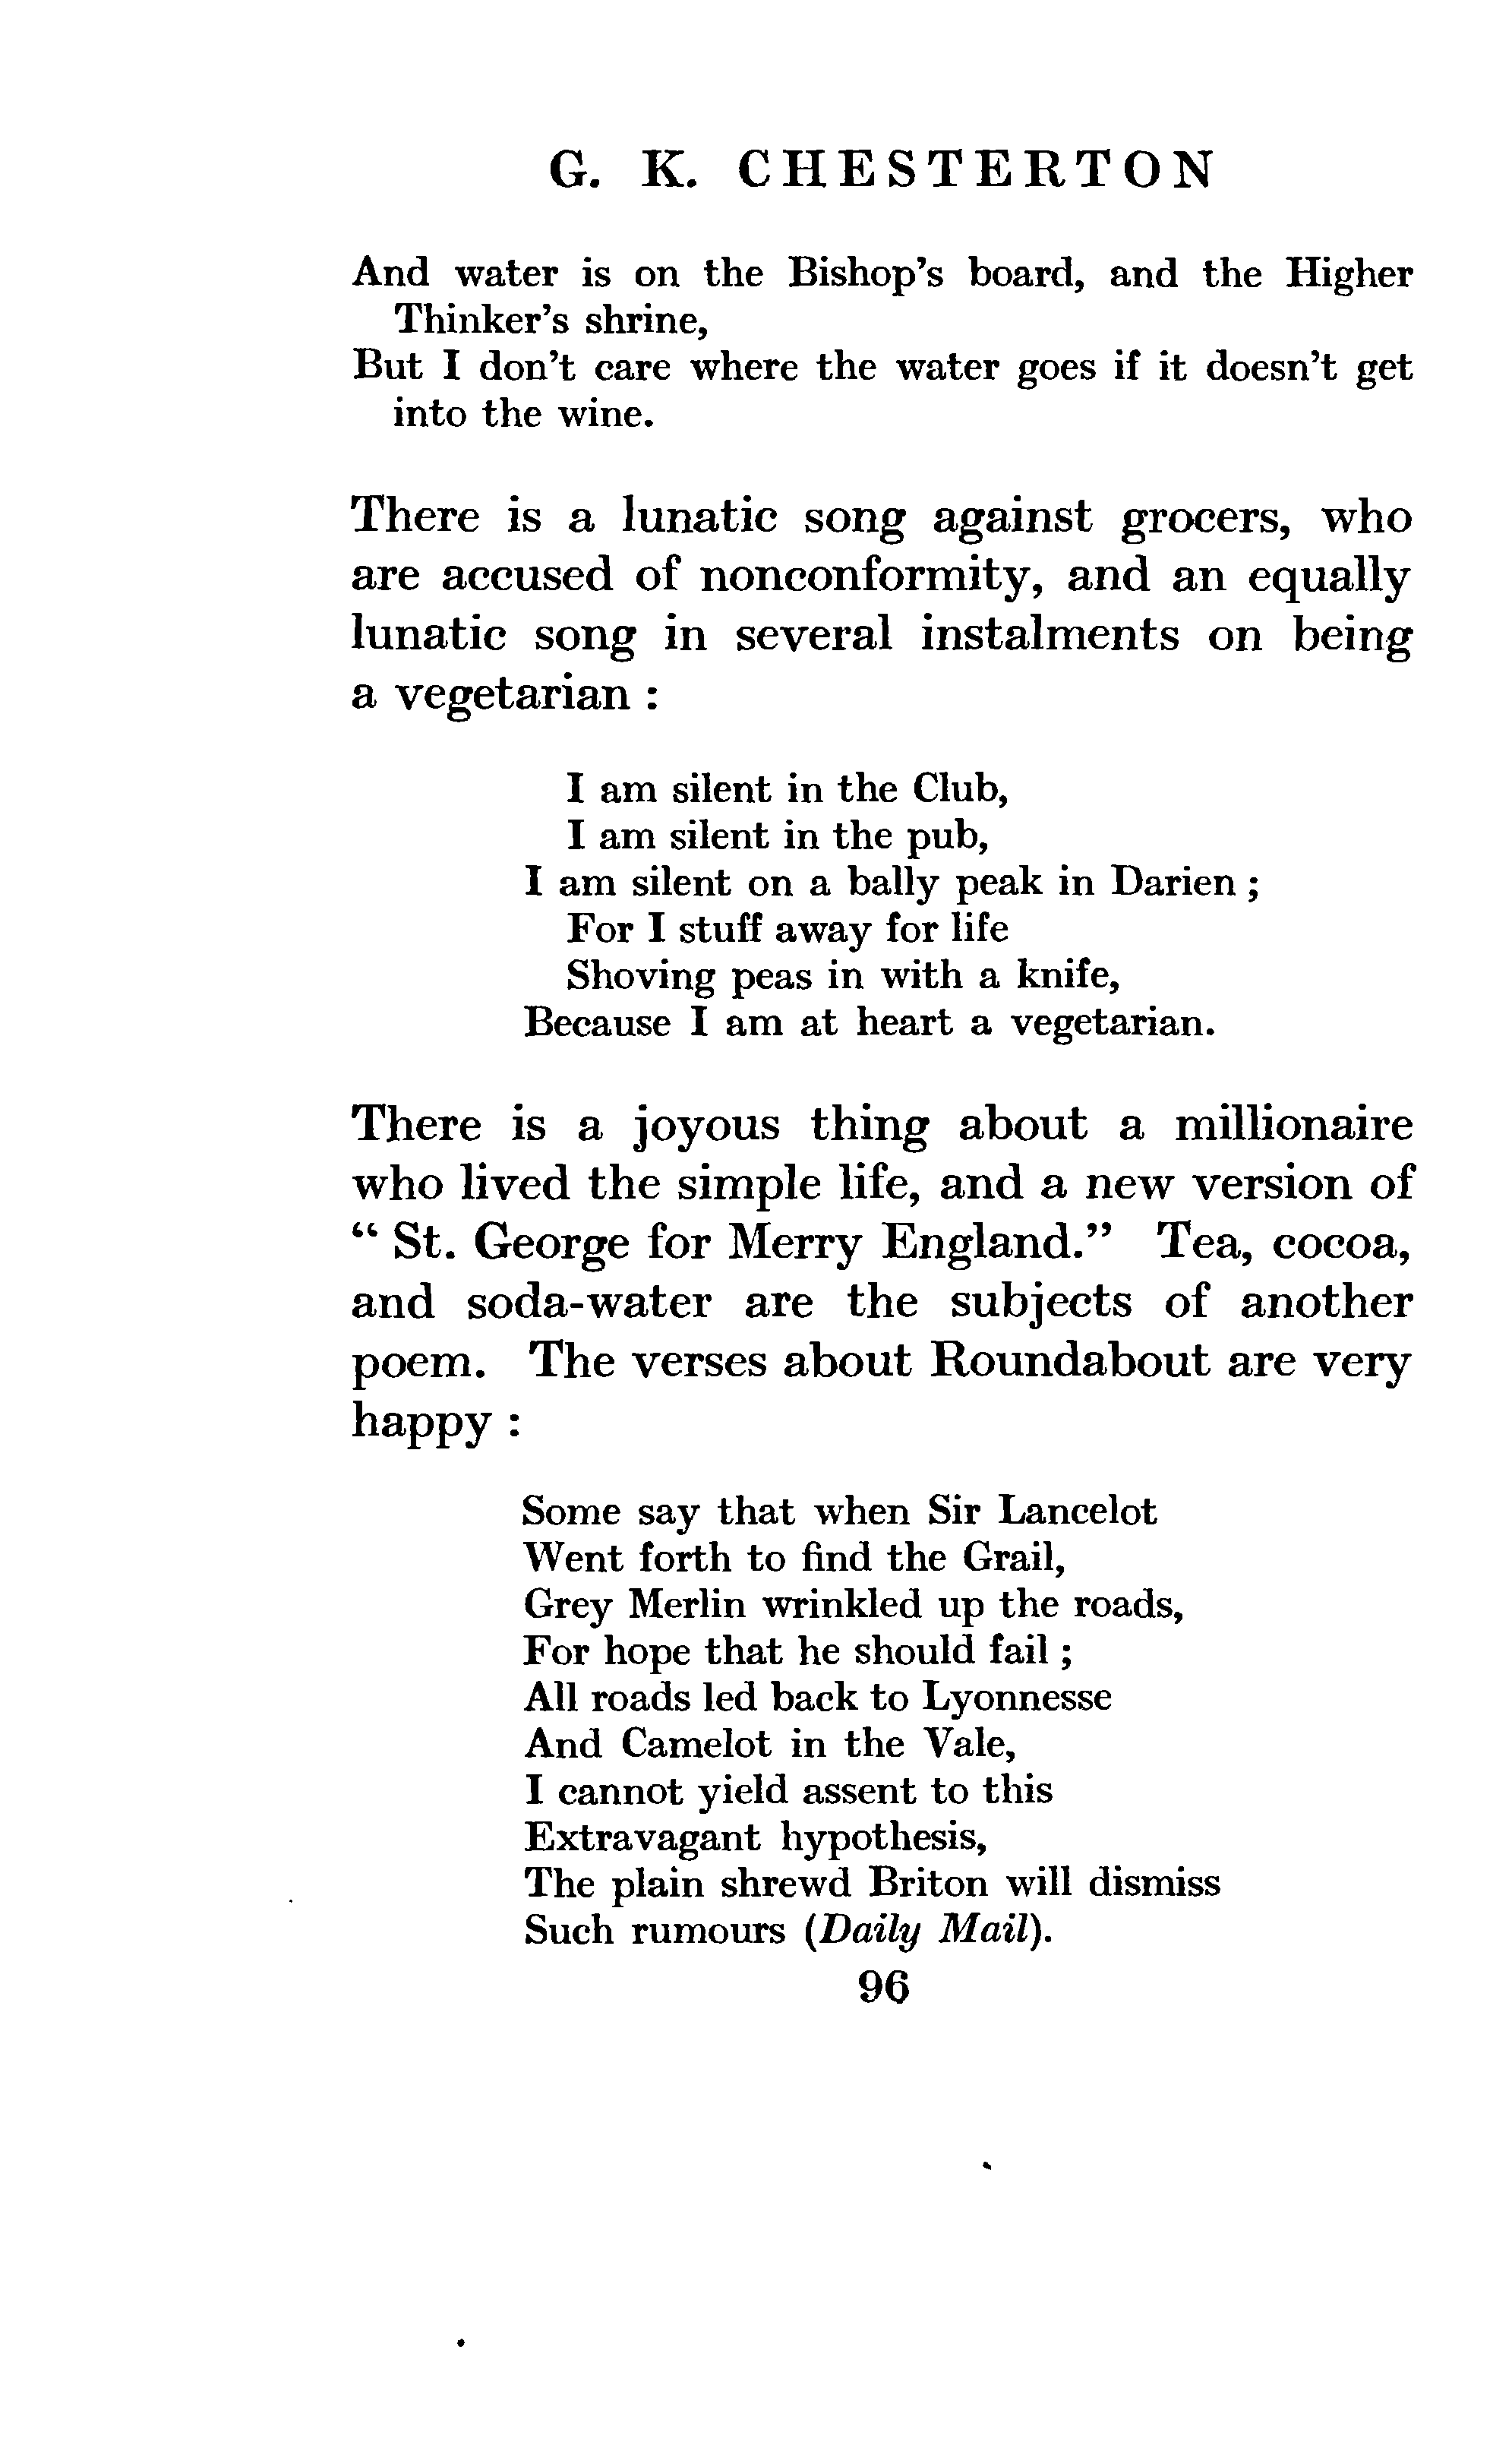 G. K. CHESTERTON
And water is on the Bishop's board, and the Higher
Thinker's shrine,
But I don't care where the water goes if it doesn't get
into the wine.
There is a lunatic song against grocers, who
are accused of nonconformity, and an equally
lunatic song in several instalments on being
a vegetarian :
I am silent in the Club,
I am silent in the pub,
I am silent on a bally peak in Darien ;
For I stuff away for life
Shoving peas in with a knife,
Because I am at heart a vegetarian.
There is a joyous thing about a millionaire
who lived the simple life, and a new version of
“ St. George for Merry England.” Tea, cocoa,
and soda-water are the subjects of another
poem. The verses about Roundabout are very
happy :
Some say that when Sir Lancelot
Went forth to find the Grail,
Grey Merlin wrinkled up the roads,
For hope that he should fail ;
All roads led back to Lyonnesse
And Camelot in the Vale,
I cannot yield assent to this
Extravagant hypothesis,
The plain shrewd Briton will dismiss
Such rumours (Daily Mail).
96